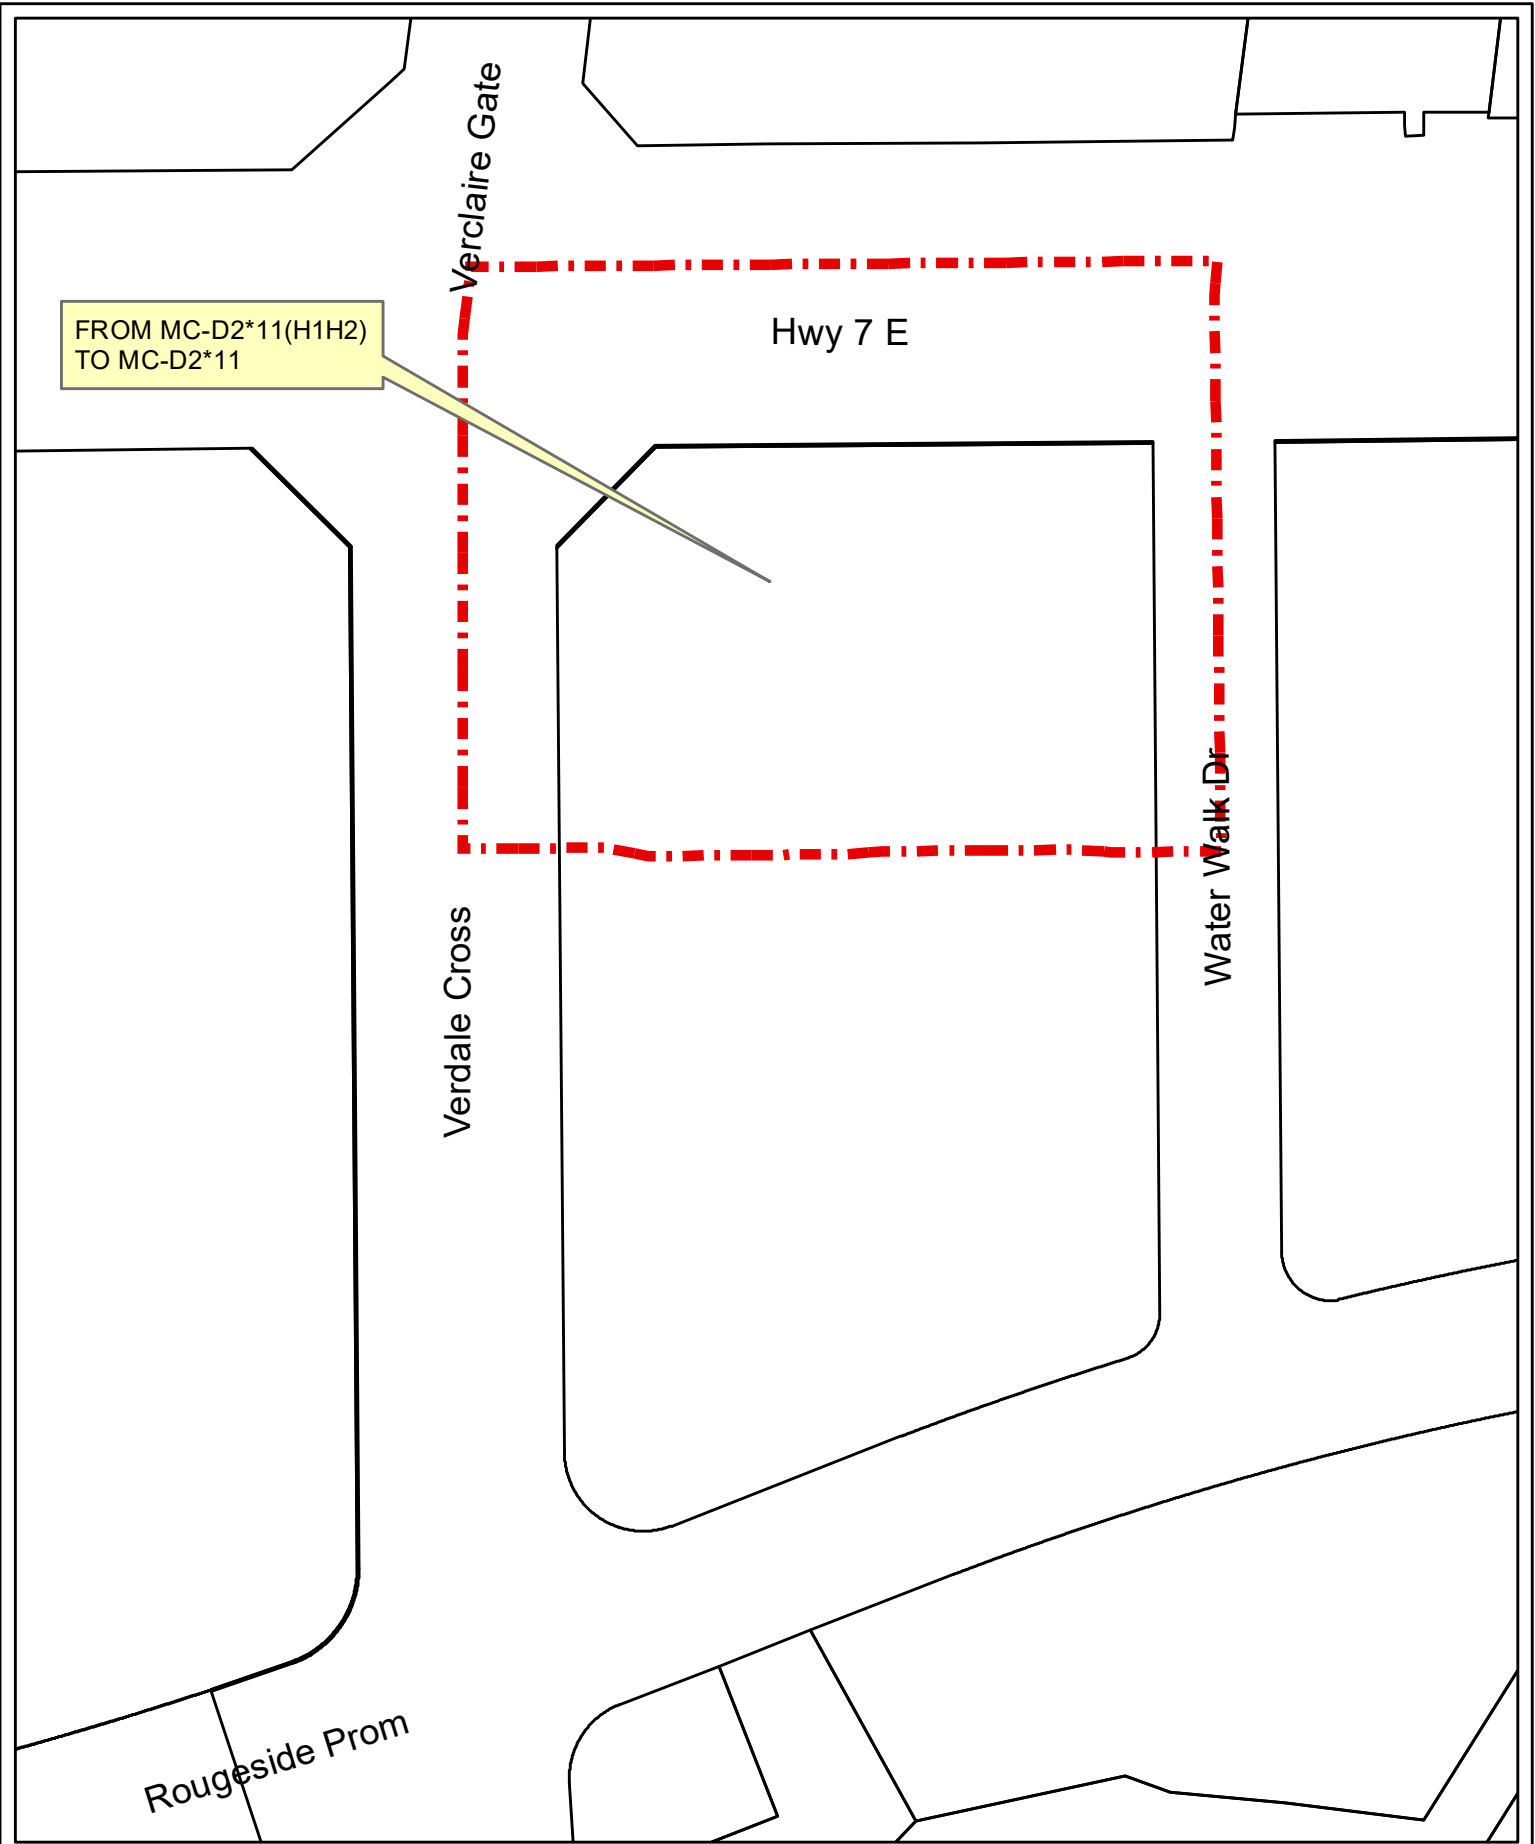 Verclaire Gate
FROM MC-D2*11(H1H2)
TO MC-D2*11
Hwy 7 E
Water Walk Dr
Verdale Cross
Rougeside Prom